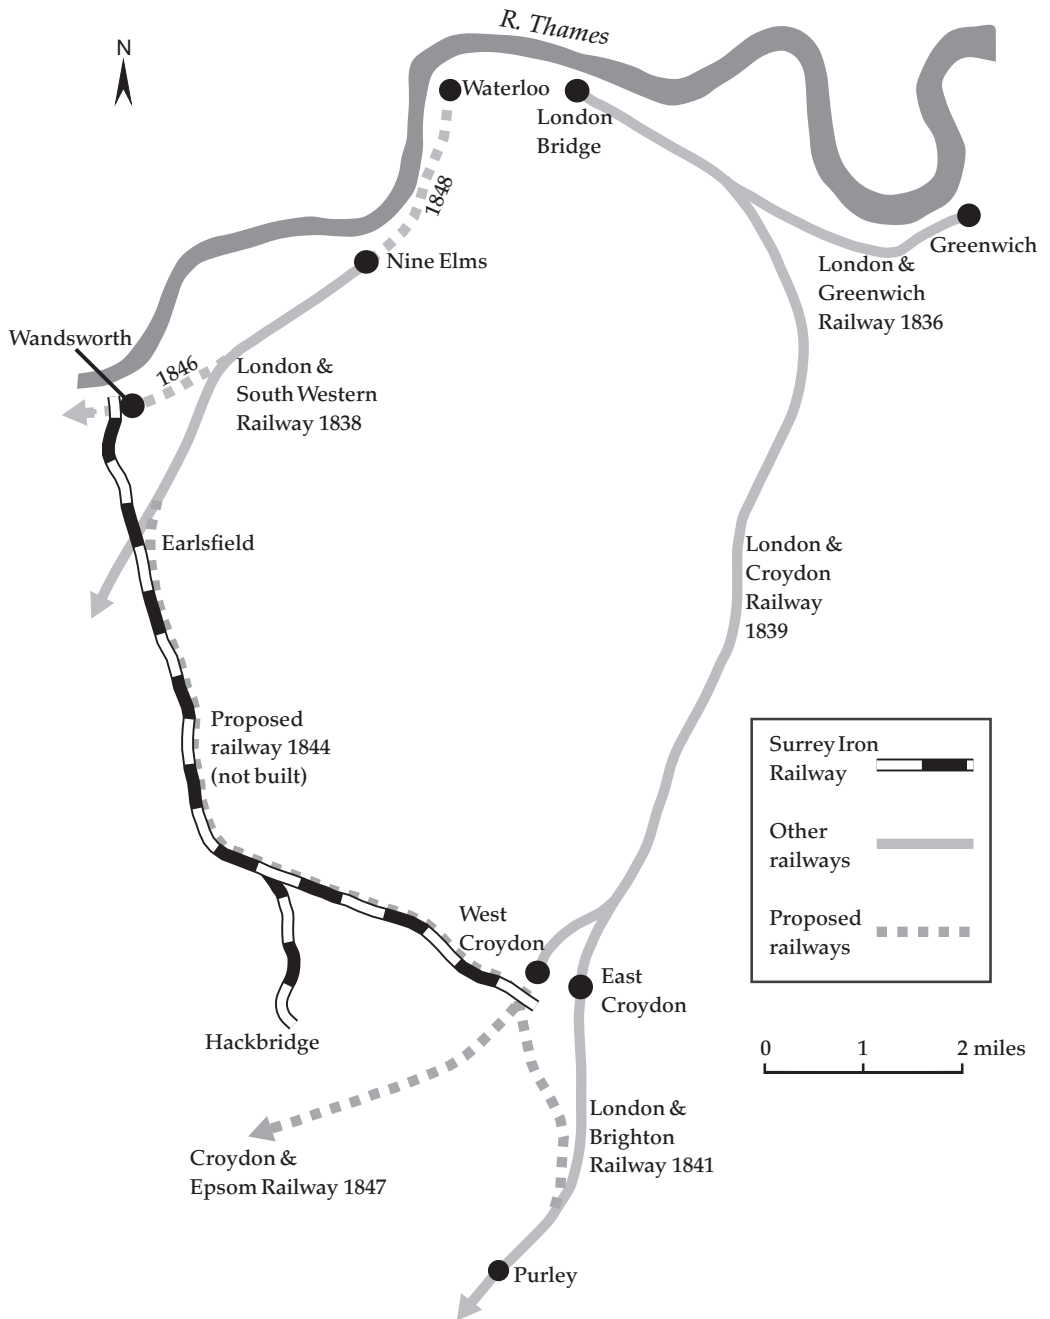 R. Thames
N
Waterloo
London
Bridge
1848
Greenwich
Nine Elms
London &
Greenwich
Railway 1836
Wandsworth
1846
London &
South Western
Railway 1838
Earlsfield
London &
Croydon
Railway
1839
Proposed
railway 1844
(not built)
Surrey Iron
Railway
Other
railways
Proposed
railways
West
Croydon
East
Croydon
Hackbridge
0 1 2 miles
London &
Brighton
Railway 1841
Croydon &
Epsom Railway 1847
Purley